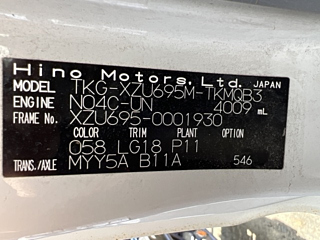 Hino Motors, Ltd. JAPAN
MODEL TKG-XZU695M-TKMQB3
ENGINE N04C-UN 4009 mL
FRAME No. XZU695-0001930
COLOR TRIM PLANT OPTION
058 LG18 P11
TRANS./AXLE MYY5A B11A 546